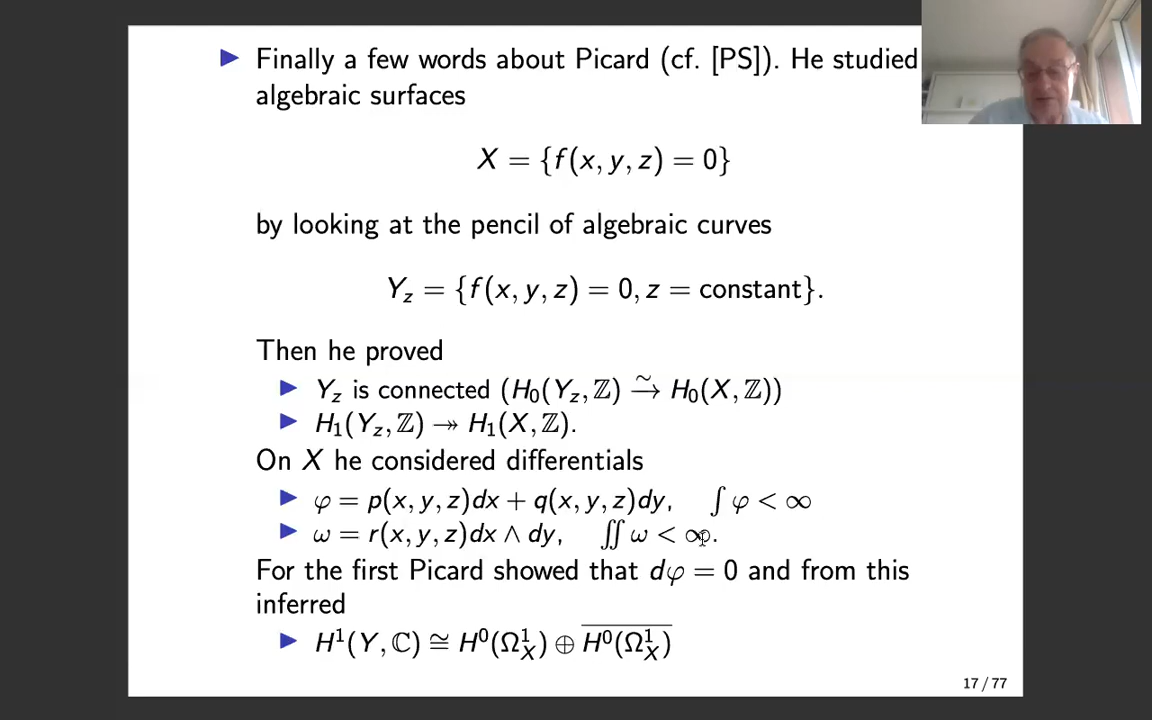 ▶ Finally a few words about Picard (cf. [PS]). He studied
algebraic surfaces
X = {f(x, y, z) = 0}
by looking at the pencil of algebraic curves
Y_z = {f(x, y, z) = 0, z = constant}.
Then he proved
▶ Y_z is connected (H_0(Y_z, ℤ) →̃ H_0(X, ℤ))
▶ H_1(Y_z, ℤ) ↠ H_1(X, ℤ).
On X he considered differentials
▶ φ = p(x, y, z)dx + q(x, y, z)dy, ∫ φ < ∞
▶ ω = r(x, y, z)dx ∧ dy, ∬ ω < ∞.
For the first Picard showed that dφ = 0 and from this
inferred
▶ H^1(Y, ℂ) ≅ H^0(Ω^1_X) ⊕ \overline{H^0(Ω^1_X)}
17 / 77